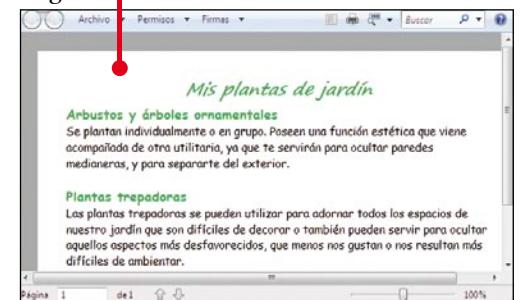 Archivo Permisos Firmas Buscar
Mis plantas de jardín
Arbustos y árboles ornamentales
Se plantan individualmente o en grupo. Poseen una función estética que viene
acompañada de otra utilitaria, ya que te servirán para ocultar paredes
medianeras, y para separarte del exterior.
Plantas trepadoras
Las plantas trepadoras se pueden utilizar para adornar todos los espacios de
nuestro jardín que son difíciles de decorar o también pueden servir para ocultar
aquellos aspectos más desfavorecidos, que menos nos gustan o nos resultan más
difíciles de ambientar.
Página 1 de 1 100%